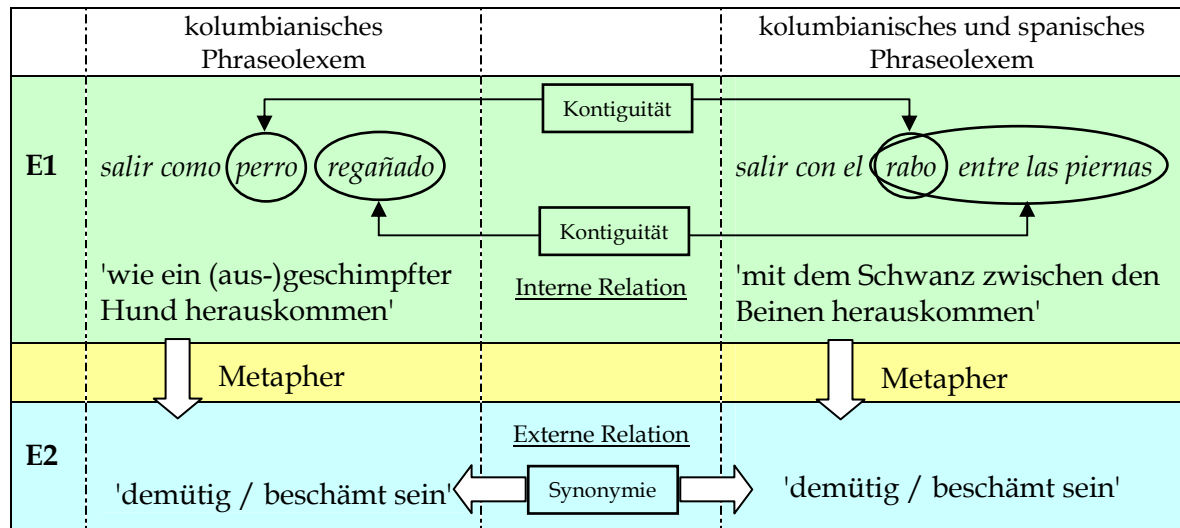 kolumbianisches
Phraseolexem
kolumbianisches und spanisches
Phraseolexem
E1
Kontiguität
salir como perro regañado
salir con el rabo entre las piernas
Kontiguität
'wie ein (aus-)geschimpfter
Hund herauskommen'
Interne Relation
'mit dem Schwanz zwischen den
Beinen herauskommen'
Metapher
Metapher
E2
Externe Relation
'demütig / beschämt sein'
Synonymie
'demütig / beschämt sein'